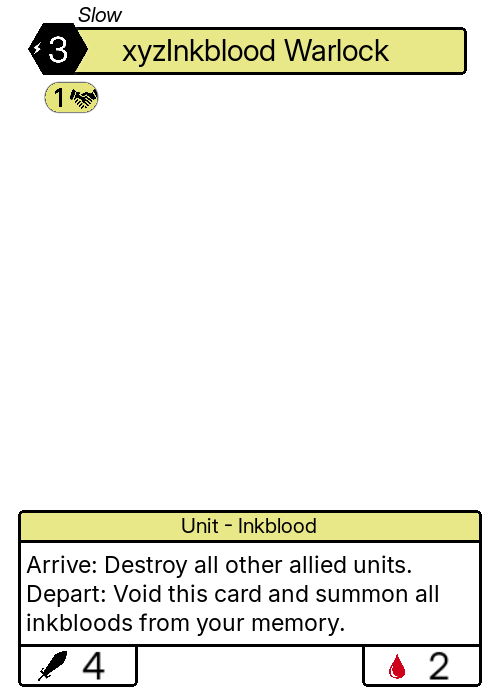 Slow
3
xyzInkblood Warlock
1
Unit - Inkblood
Arrive: Destroy all other allied units.
Depart: Void this card and summon all
inkbloods from your memory.
4
2